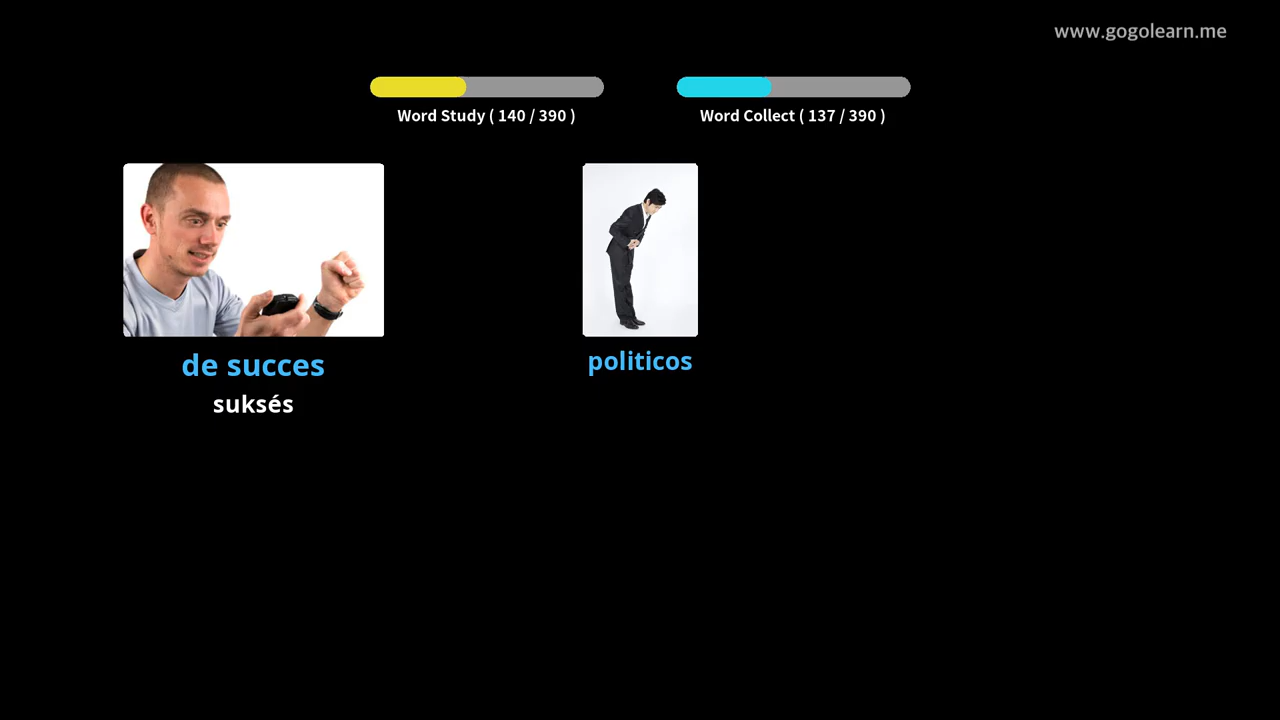 www.gogolearn.me
Word Study ( 140 / 390 )
Word Collect ( 137 / 390 )
de succes
suksés
politicos